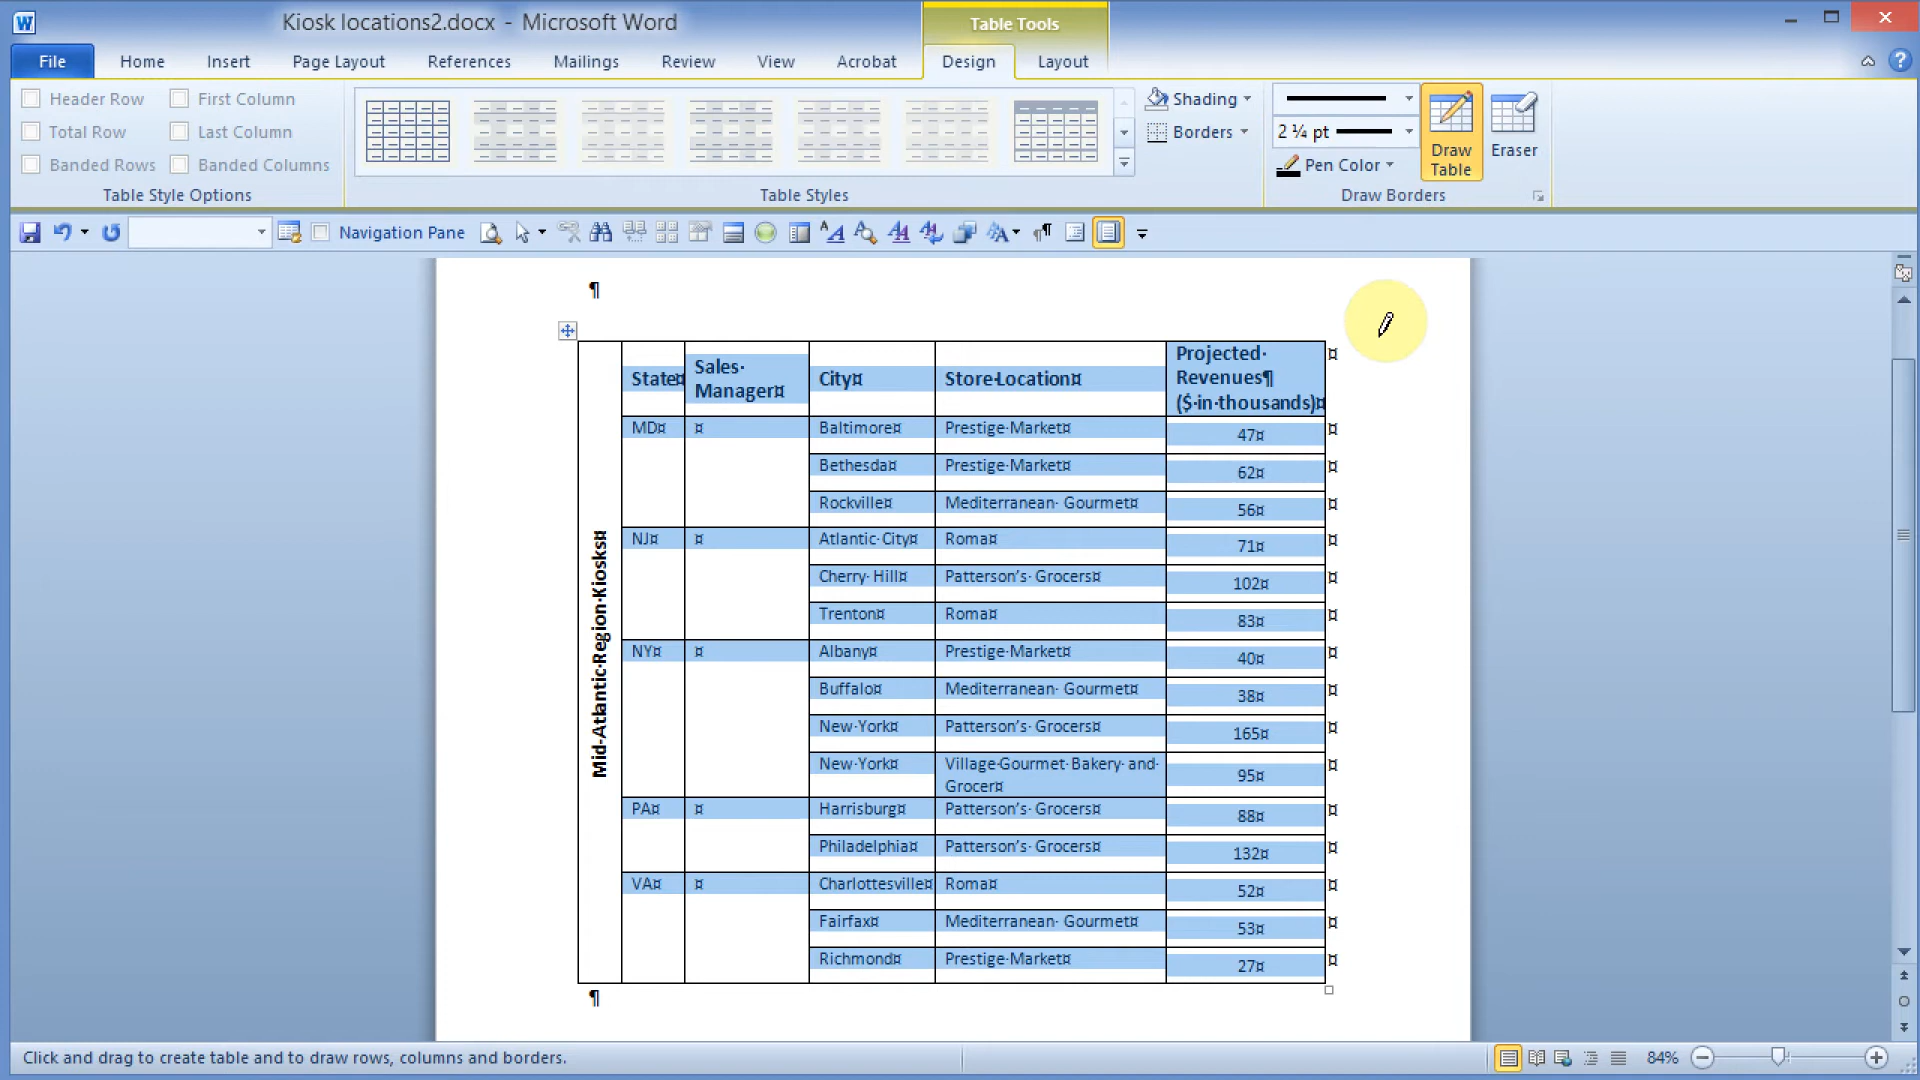 Kiosk locations2.docx - Microsoft Word
Table Tools
File Home Insert Page Layout References Mailings Review View Acrobat Design Layout
Header Row First Column
Total Row Last Column
Banded Rows Banded Columns
Table Style Options
Table Styles
Shading
Borders
2 ¼ pt
Pen Color
Draw Table
Eraser
Draw Borders
Navigation Pane
¶
Mid-Atlantic·Region·Kiosks¤
State¤ Sales· Manager¤ City¤ Store·Location¤ Projected· Revenues¶ ($·in·thousands)¤ ¤
MD¤ ¤ Baltimore¤ Prestige·Market¤ 47¤ ¤
Bethesda¤ Prestige·Market¤ 62¤ ¤
Rockville¤ Mediterranean· Gourmet¤ 56¤ ¤
NJ¤ ¤ Atlantic·City¤ Roma¤ 71¤ ¤
Cherry· Hill¤ Patterson's· Grocers¤ 102¤ ¤
Trenton¤ Roma¤ 83¤ ¤
NY¤ ¤ Albany¤ Prestige·Market¤ 40¤ ¤
Buffalo¤ Mediterranean· Gourmet¤ 38¤ ¤
New·York¤ Patterson's· Grocers¤ 165¤ ¤
New·York¤ Village·Gourmet· Bakery· and· Grocer¤ 95¤ ¤
PA¤ ¤ Harrisburg¤ Patterson's· Grocers¤ 88¤ ¤
Philadelphia¤ Patterson's· Grocers¤ 132¤ ¤
VA¤ ¤ Charlottesville¤ Roma¤ 52¤ ¤
Fairfax¤ Mediterranean· Gourmet¤ 53¤ ¤
Richmond¤ Prestige·Market¤ 27¤ ¤
¶
Click and drag to create table and to draw rows, columns and borders.
84%